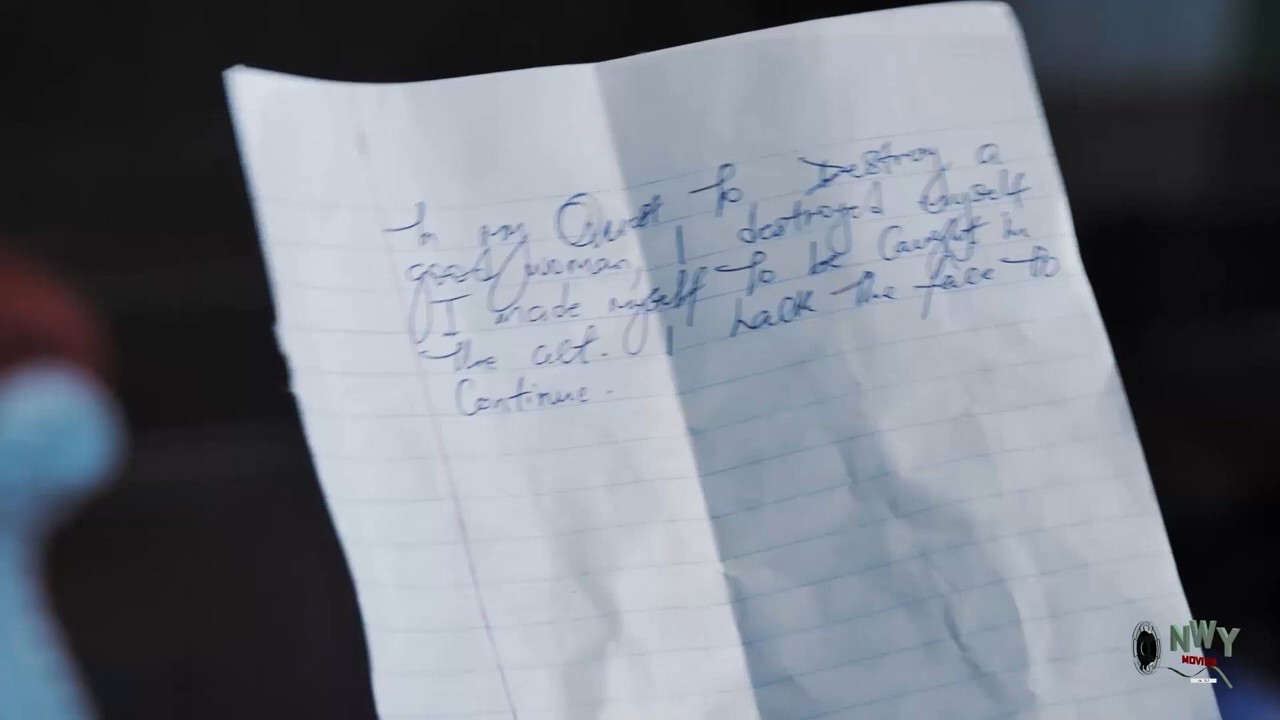 In my Quest To Destroy a
good woman, I destroyed myself
I made myself To be Caught in
The act. I Lack The face To
Continue.
NWY
MOVIES